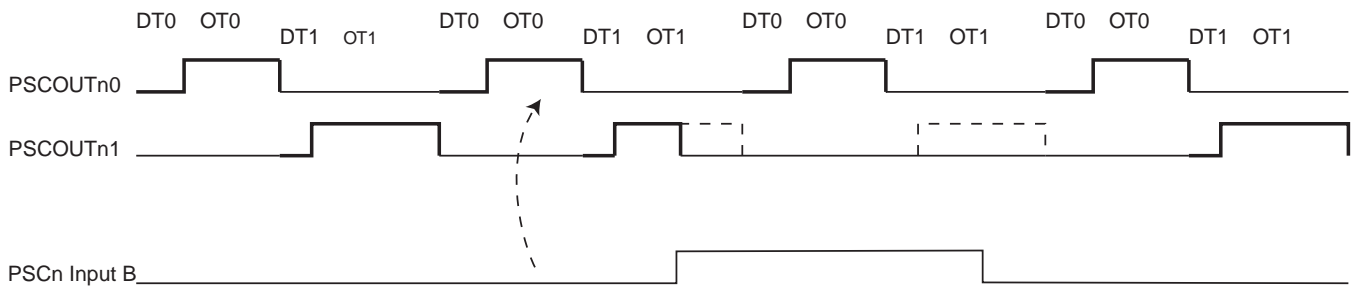 DT0 OT0 DT0 OT0 DT0 OT0 DT0 OT0
DT1 OT1 DT1 OT1 DT1 OT1 DT1 OT1
PSCOUTn0
PSCOUTn1
PSCn Input B